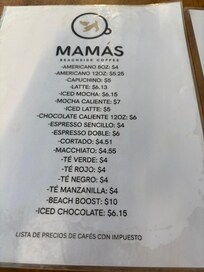 MAMÁS
BEACHSIDE COFFEE
-AMERICANO 8OZ: $4
-AMERICANO 12OZ: $5.25
-CAPUCHINO: $5
-LATTE: $6.13
-ICED MOCHA: $6.15
-MOCHA CALIENTE: $7
-ICED LATTE: $5
-CHOCOLATE CALIENTE 12OZ: $6
-ESPRESSO SENCILLO: $4
-ESPRESSO DOBLE: $6
-CORTADO: $4.51
-MACCHIATO: $4.55
-TÉ VERDE: $4
-TÉ ROJO: $4
-TÉ NEGRO: $4
-TÉ MANZANILLA: $4
-BEACH BOOST: $10
-ICED CHOCOLATE: $6.15
LISTA DE PRECIOS DE CAFÉS CON IMPUESTO